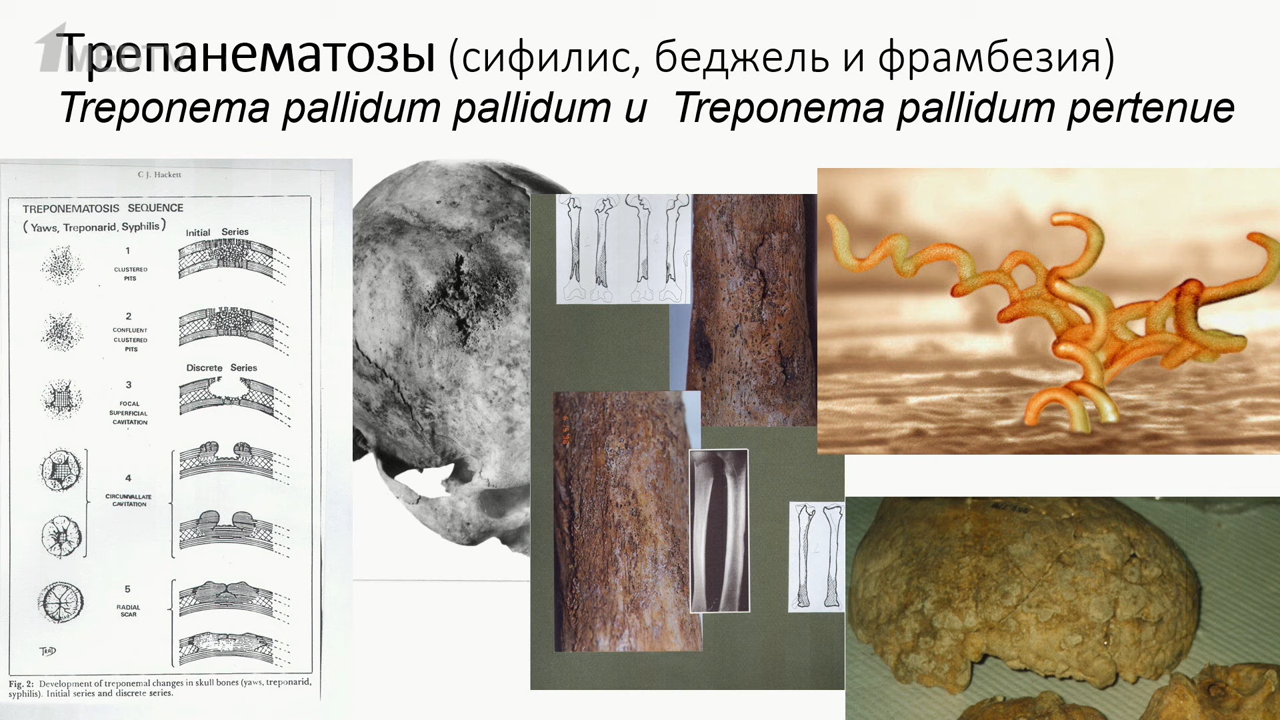 1MEDTV
Трепанематозы (сифилис, беджель и фрамбезия)
Treponema pallidum pallidum и Treponema pallidum pertenue
C J. Hackett
TREPONEMATOSIS SEQUENCE
(Yaws, Treponarid, Syphilis)
Initial Series
1
CLUSTERED
PITS
2
CONFLUENT
CLUSTERED
PITS
Discrete Series
3
FOCAL
SUPERFICIAL
CAVITATION
4
CIRCUMVALLATE
CAVITATION
5
RADIAL
SCAR
Fig. 2: Development of treponemal changes in skull bones (yaws, treponarid,
syphilis). Initial series and discrete series.